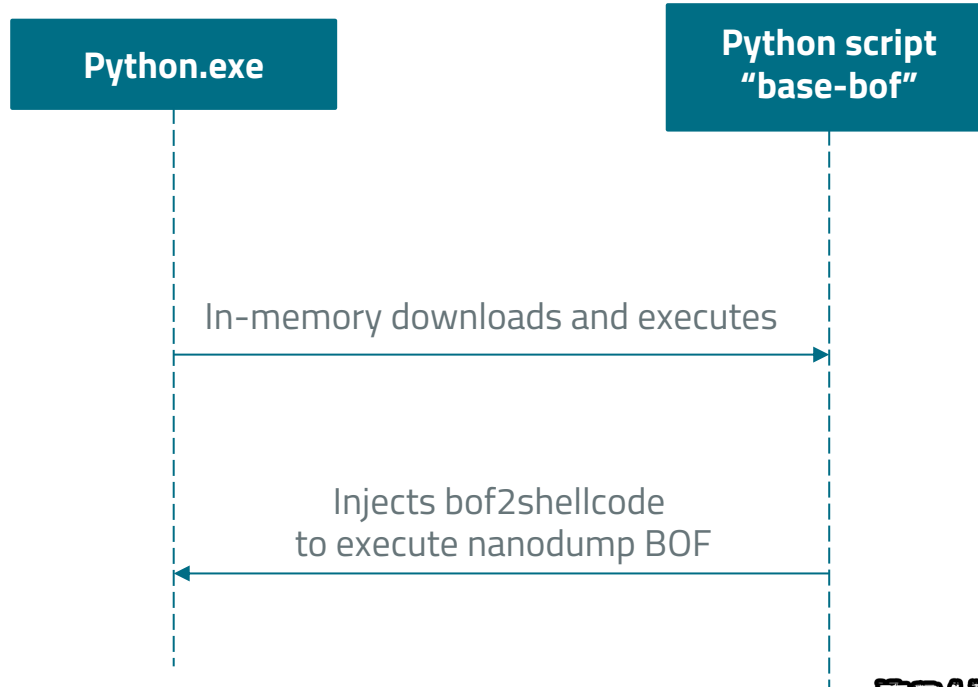 Python.exe
Python script
“base-bof”
In-memory downloads and executes
Injects bof2shellcode
to execute nanodump BOF